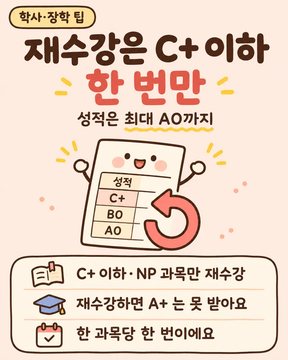 학사·장학 팁
재수강은 C+ 이하
한 번만
성적은 최대 A0까지
성적
C+
B0
A0
C+ 이하·NP 과목만 재수강
재수강하면 A+ 는 못 받아요
한 과목당 한 번이에요